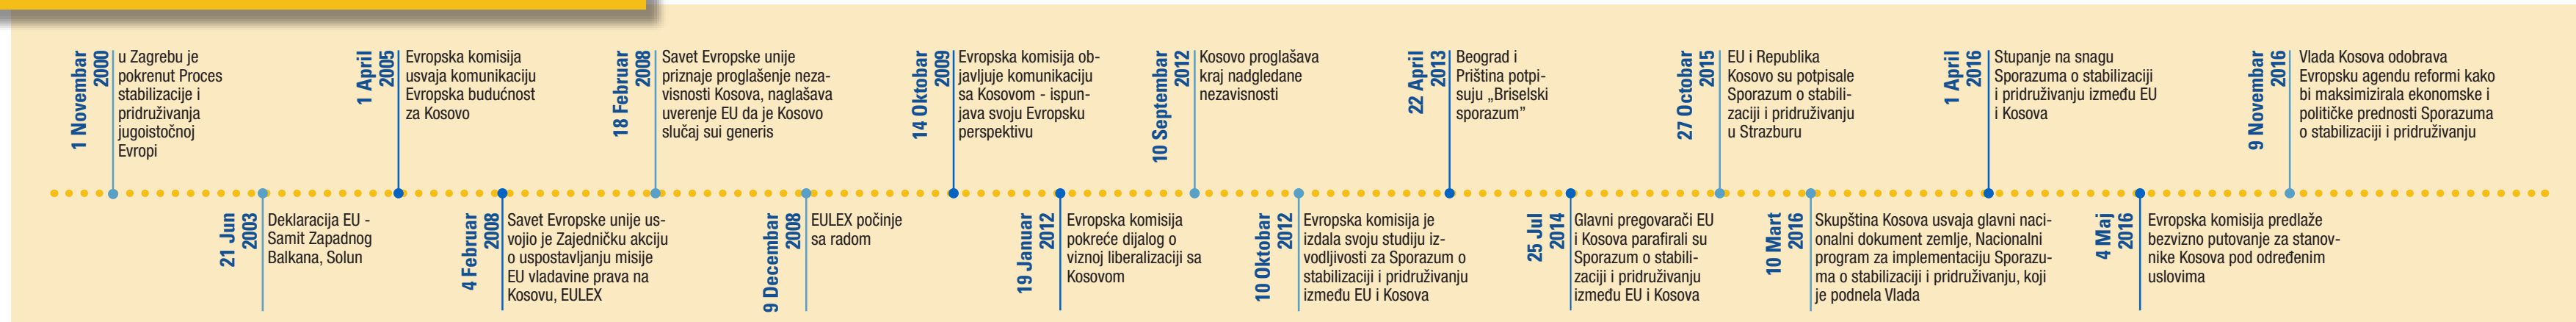 1 Novembar
2000
u Zagrebu je
pokrenut Proces
stabilizacije i
pridruživanja
jugoistočnoj
Evropi
21 Jun
2003
Deklaracija EU -
Samit Zapadnog
Balkana, Solun
1 April
2005
Evropska komisija
usvaja komunikaciju
Evropska budućnost
za Kosovo
4 Februar
2008
Savet Evropske unije us-
vojio je Zajedničku akciju
o uspostavljanju misije
EU vladavine prava na
Kosovu, EULEX
18 Februar
2008
Savet Evropske unije
priznaje proglašenje neza-
visnosti Kosova, naglašava
uverenje EU da je Kosovo
slučaj sui generis
9 Decembar
2008
EULEX počinje
sa radom
14 Oktobar
2009
Evropska komisija ob-
javljuje komunikaciju
sa Kosovom - ispun-
java svoju Evropsku
perspektivu
19 Januar
2012
Evropska komisija
pokreće dijalog o
viznoj liberalizaciji sa
Kosovom
10 Septembar
2012
Kosovo proglašava
kraj nadgledane
nezavisnosti
10 Oktobar
2012
Evropska komisija je
izdala svoju studiju iz-
vodljivosti za Sporazum o
stabilizaciji i pridruživanju
između EU i Kosova
22 April
2013
Beograd i
Priština potpi-
suju „Briselski
sporazum”
25 Jul
2014
Glavni pregovarači EU
i Kosova parafirali su
Sporazum o stabili-
zaciji i pridruživanju
između EU i Kosova
27 Octobar
2015
EU i Republika
Kosovo su potpisale
Sporazum o stabili-
zaciji i pridruživanju
u Strazburu
10 Mart
2016
Skupština Kosova usvaja glavni naci-
onalni dokument zemlje, Nacionalni
program za implementaciju Sporazu-
ma o stabilizaciji i pridruživanju, koji
je podnela Vlada
1 April
2016
Stupanje na snagu
Sporazuma o stabilizaciji
i pridruživanju između EU
i Kosova
4 Maj
2016
Evropska komisija predlaže
bezvizno putovanje za stanov-
nike Kosova pod određenim
uslovima
9 Novembar
2016
Vlada Kosova odobrava
Evropsku agendu reformi kako
bi maksimizirala ekonomske i
političke prednosti Sporazuma
o stabilizaciji i pridruživanju